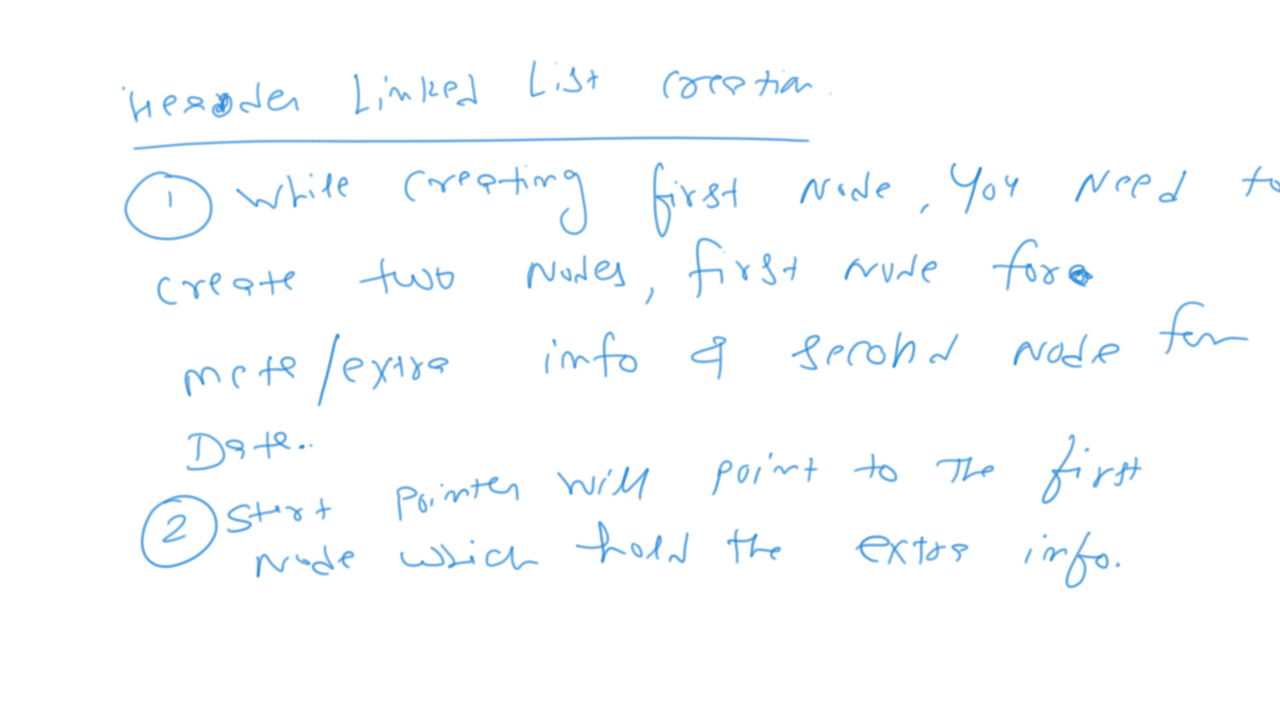 Header Linked List Creation
① While Creating first Node, You Need to
create two Nodes, first Node for
meta/extra info & second Node for
Data..
② Start Pointer will point to The first
Node which hold the extra info.